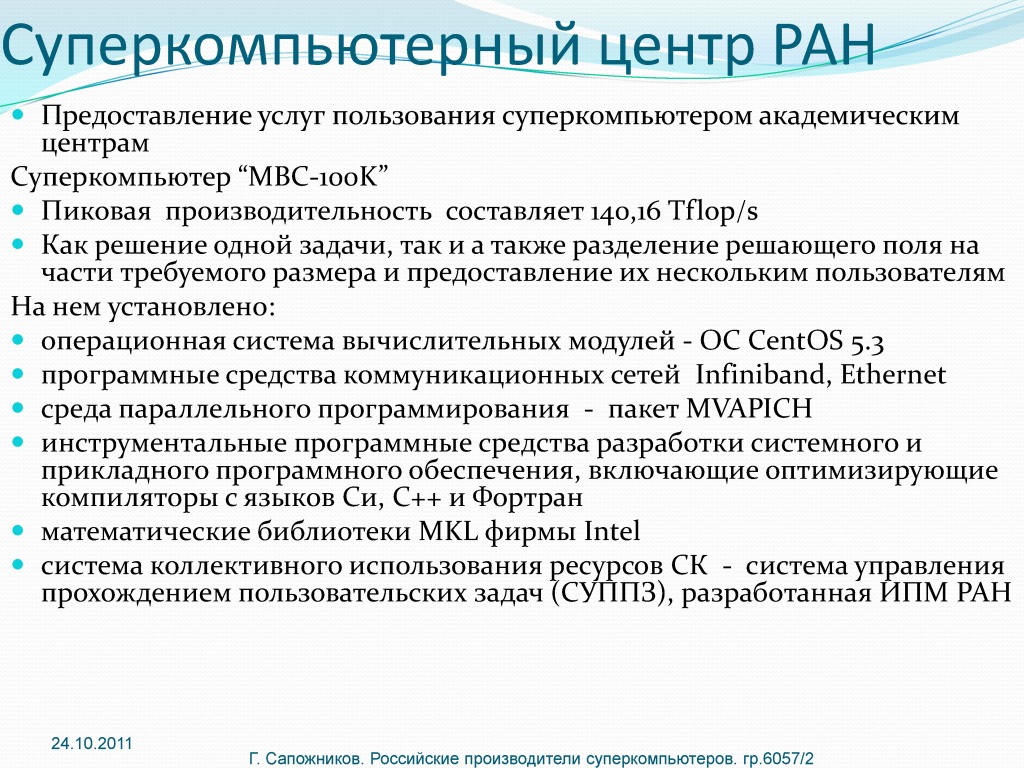 Суперкомпьютерный центр РАН
• Предоставление услуг пользования суперкомпьютером академическим
центрам
Суперкомпьютер “МВС-100К”
• Пиковая производительность составляет 140,16 Tflop/s
• Как решение одной задачи, так и а также разделение решающего поля на
части требуемого размера и предоставление их нескольким пользователям
На нем установлено:
• операционная система вычислительных модулей - ОС CentOS 5.3
• программные средства коммуникационных сетей Infiniband, Ethernet
• среда параллельного программирования - пакет MVAPICH
• инструментальные программные средства разработки системного и
прикладного программного обеспечения, включающие оптимизирующие
компиляторы с языков Си, С++ и Фортран
• математические библиотеки MKL фирмы Intel
• система коллективного использования ресурсов СК - система управления
прохождением пользовательских задач (СУППЗ), разработанная ИПМ РАН
24.10.2011
Г. Сапожников. Российские производители суперкомпьютеров. гр.6057/2